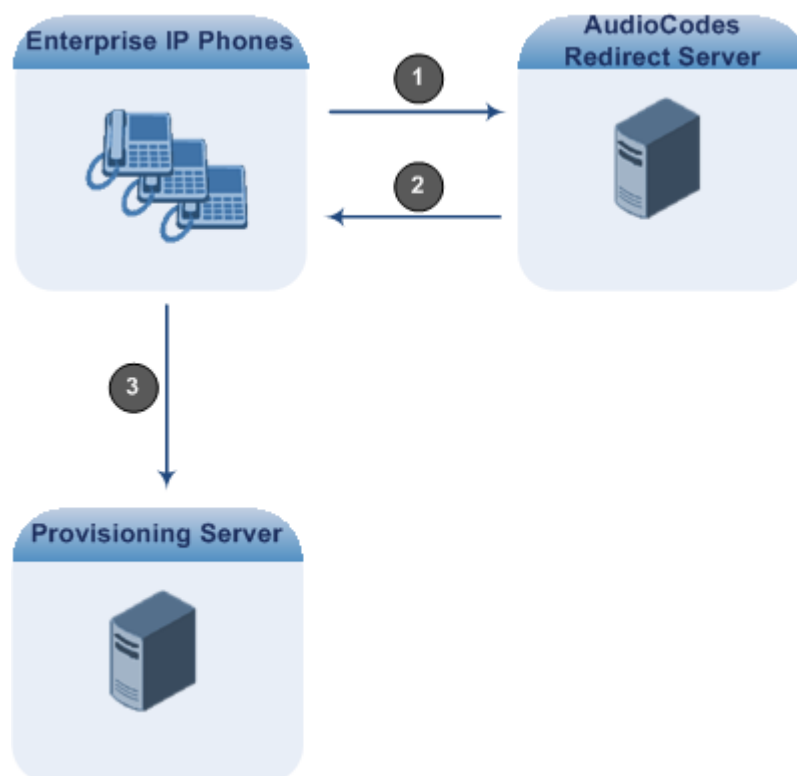 Enterprise IP Phones
AudioCodes
Redirect Server
1
2
3
Provisioning Server